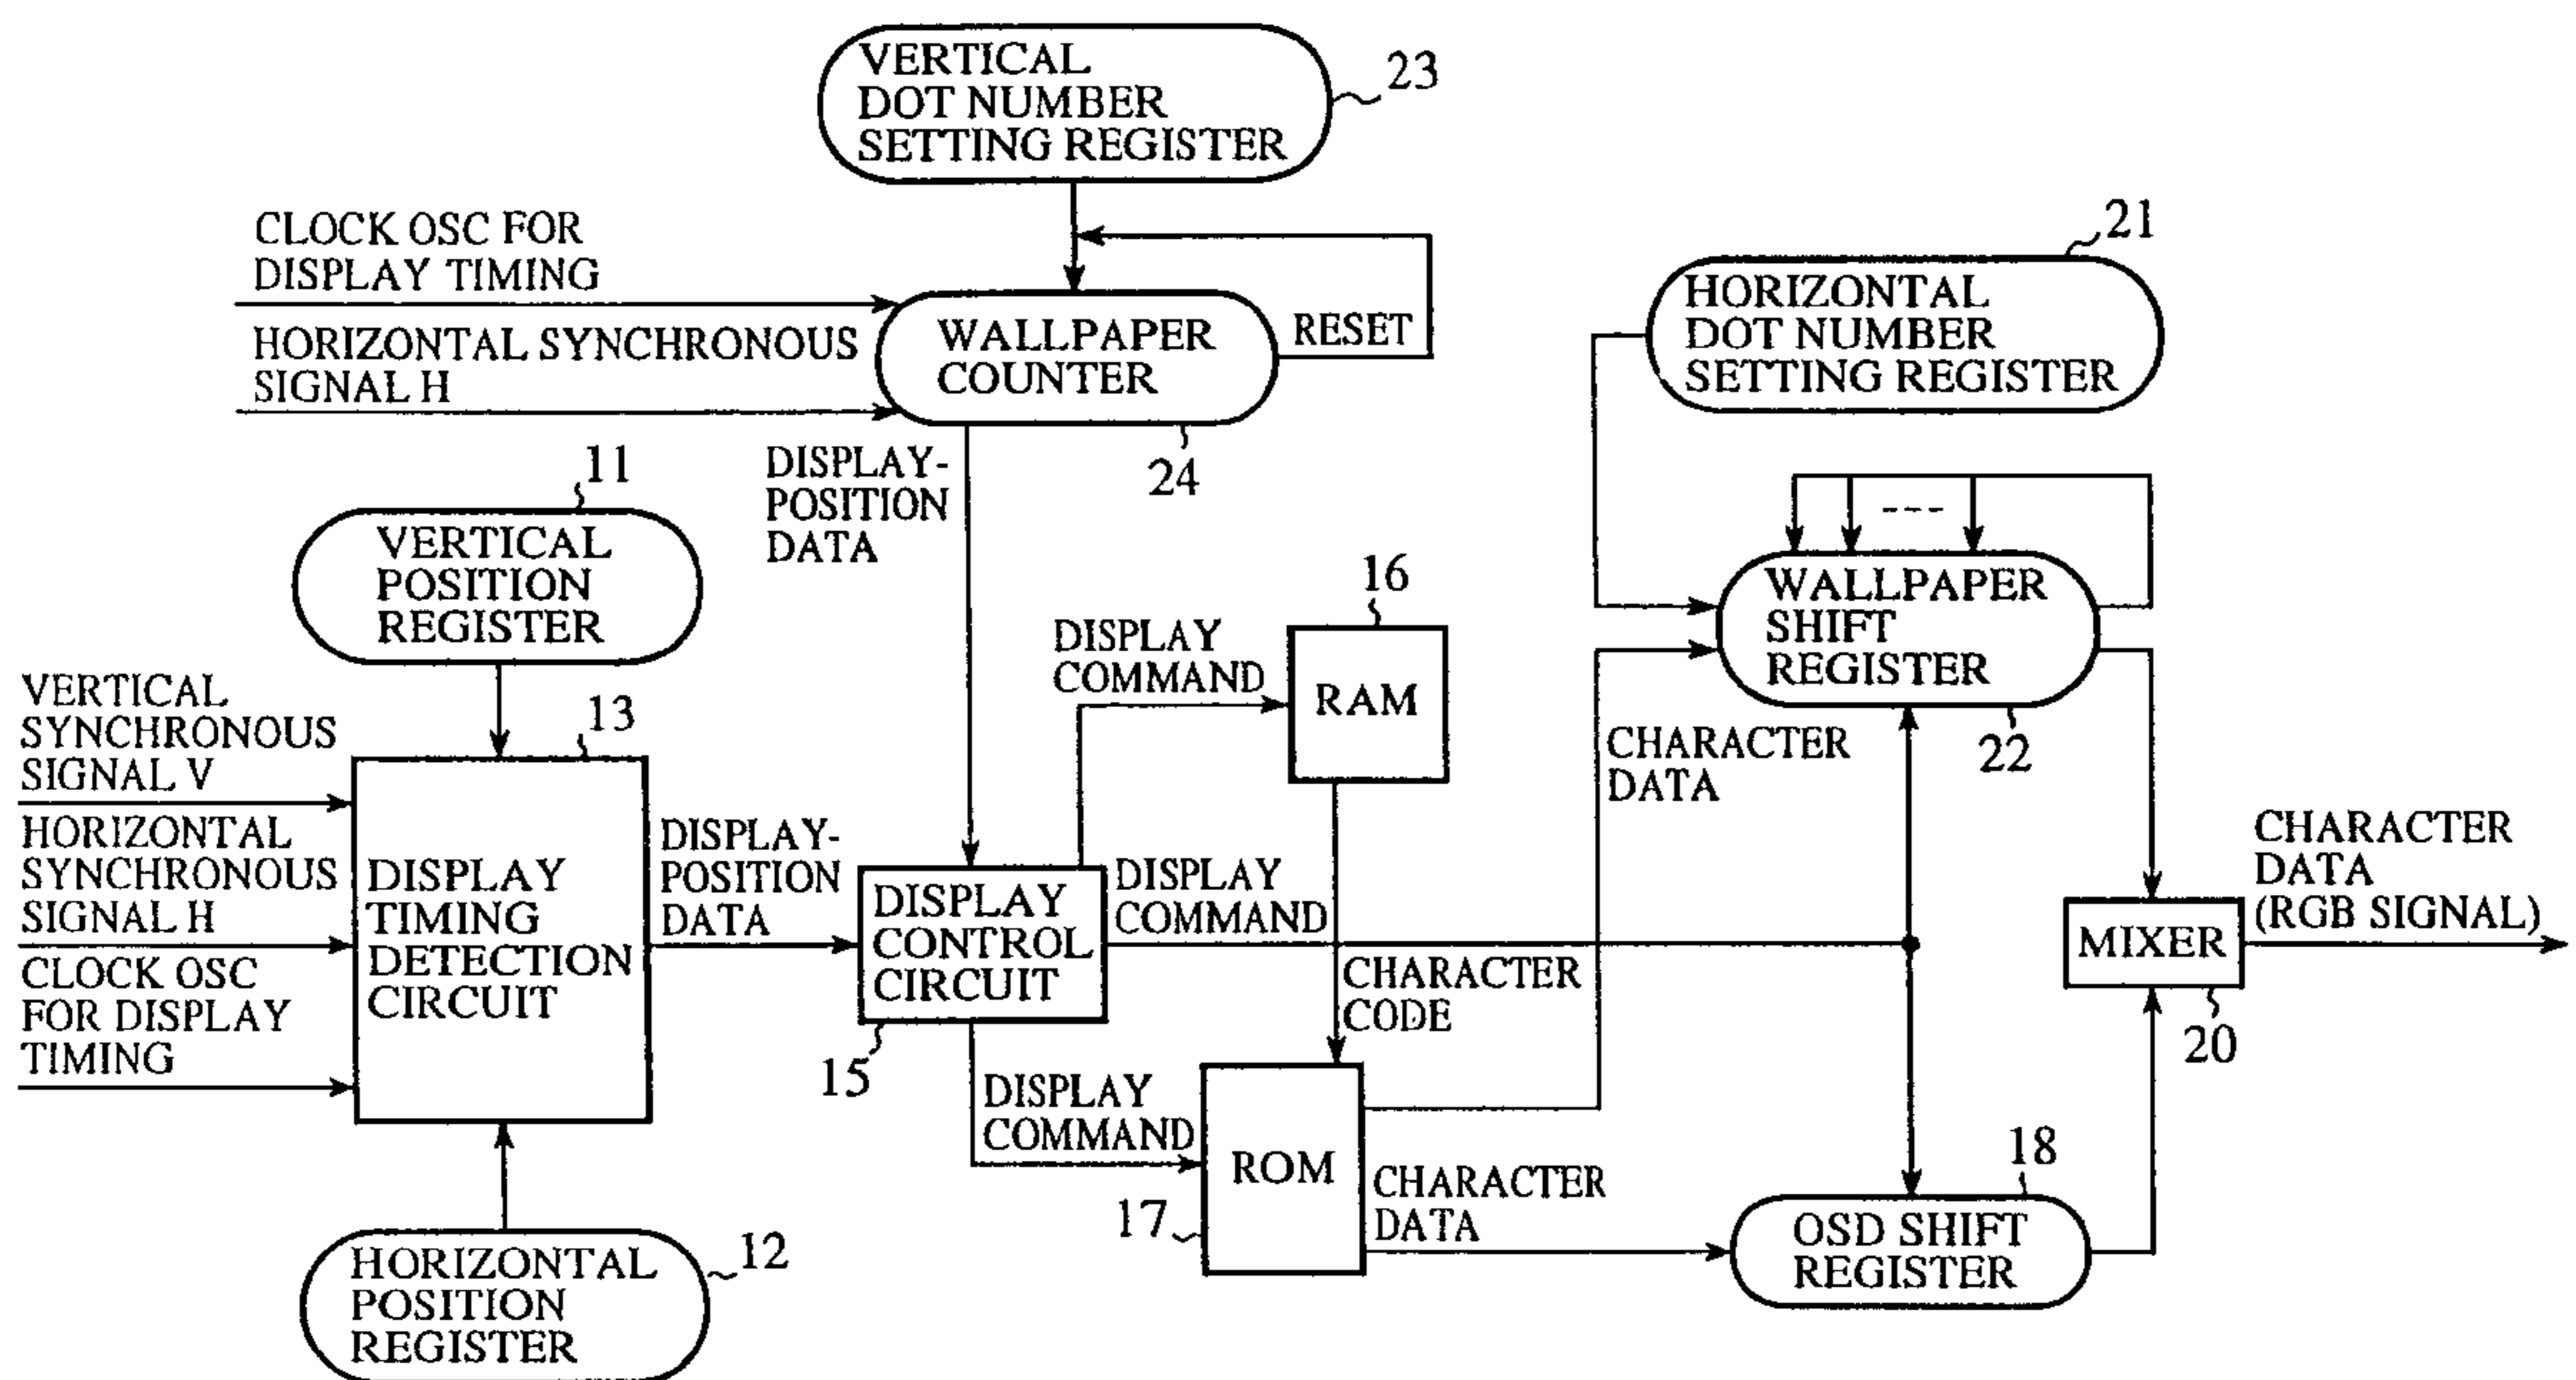 VERTICAL
DOT NUMBER
SETTING REGISTER
23
CLOCK OSC FOR
DISPLAY TIMING
HORIZONTAL SYNCHRONOUS
SIGNAL H
WALLPAPER
COUNTER
RESET
24
21
HORIZONTAL
DOT NUMBER
SETTING REGISTER
DISPLAY-
POSITION
DATA
11
VERTICAL
POSITION
REGISTER
16
RAM
DISPLAY
COMMAND
---
WALLPAPER
SHIFT
REGISTER
22
CHARACTER
DATA
VERTICAL
SYNCHRONOUS
SIGNAL V
HORIZONTAL
SYNCHRONOUS
SIGNAL H
CLOCK OSC
FOR DISPLAY
TIMING
13
DISPLAY
TIMING
DETECTION
CIRCUIT
DISPLAY-
POSITION
DATA
DISPLAY
CONTROL
CIRCUIT
15
DISPLAY
COMMAND
CHARACTER
CODE
MIXER
20
CHARACTER
DATA
(RGB SIGNAL)
DISPLAY
COMMAND
ROM
17
CHARACTER
DATA
18
OSD SHIFT
REGISTER
12
HORIZONTAL
POSITION
REGISTER